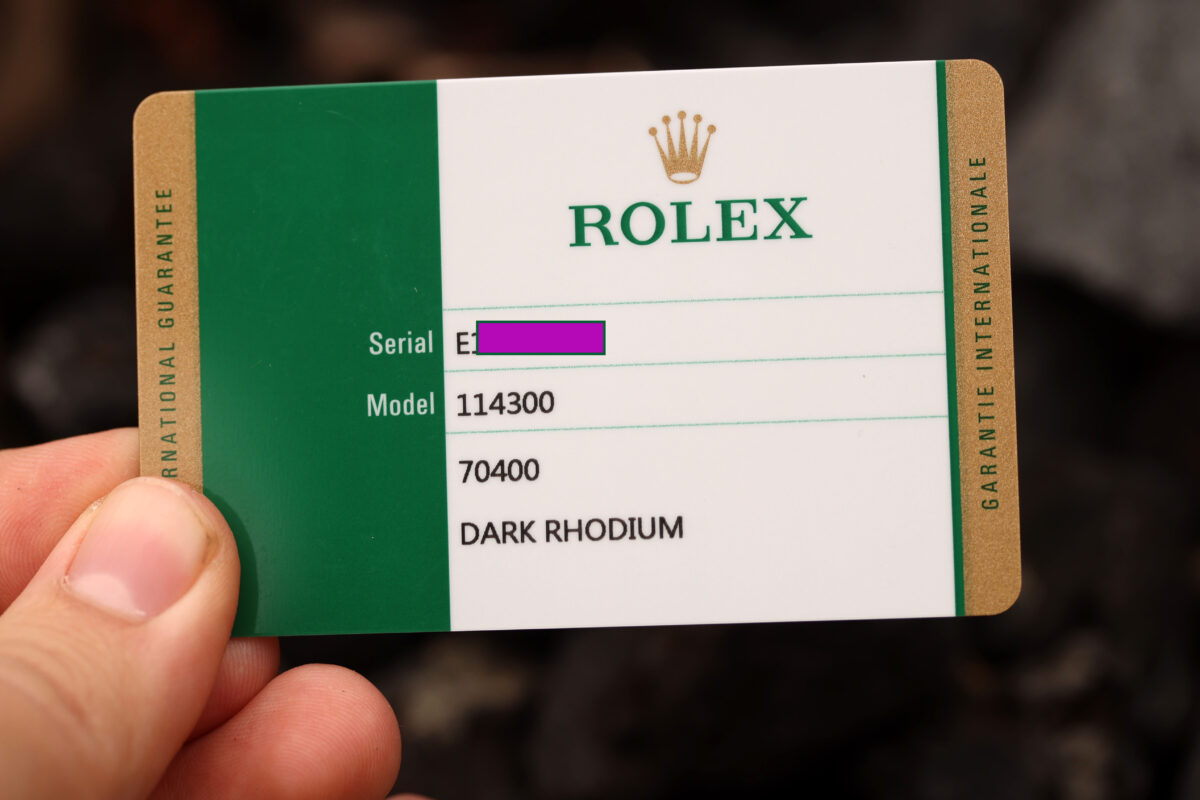 ROLEX
Serial E1
Model 114300
70400
DARK RHODIUM
RNATIONAL GUARANTEE
GARANTIE INTERNATIONALE